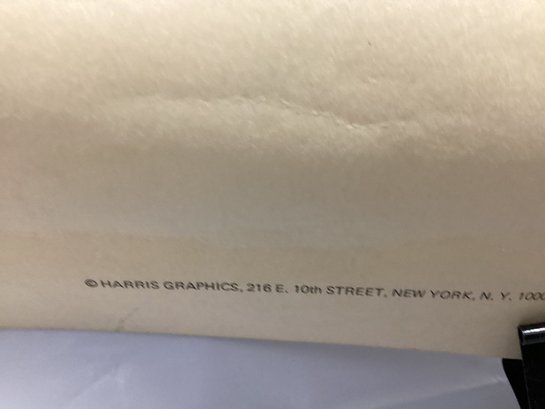 © HARRIS GRAPHICS, 216 E. 10th STREET, NEW YORK, N. Y. 1000